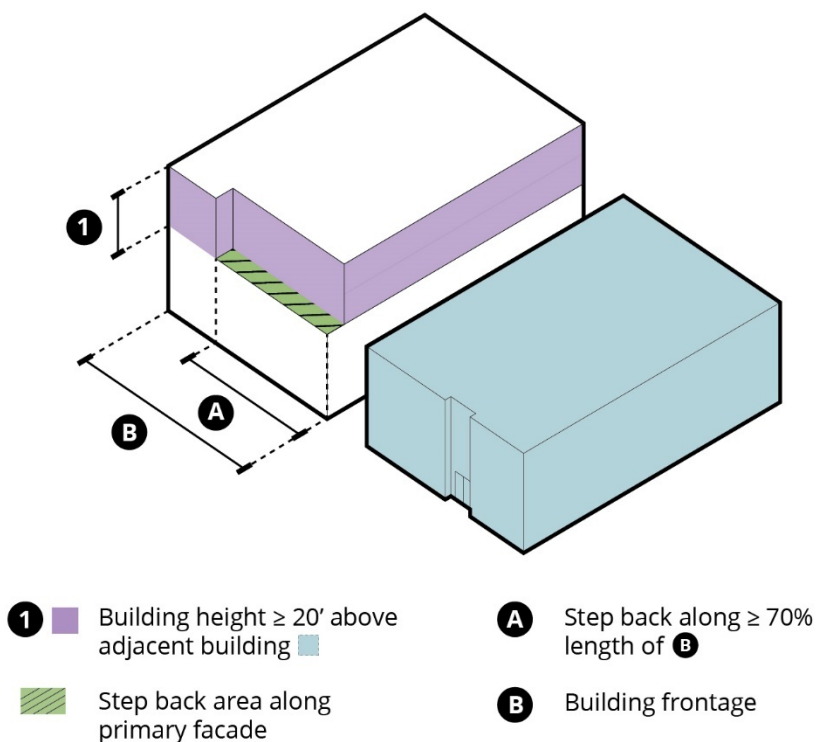 1
A
B
1 Building height ≥ 20’ above
adjacent building
Step back area along
primary facade
A Step back along ≥ 70%
length of B
B Building frontage